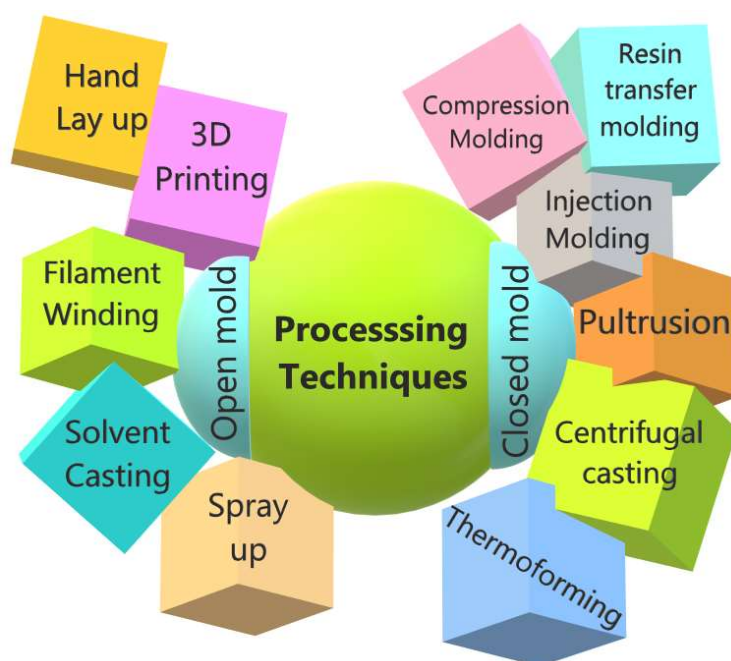 Hand
Lay up
3D
Printing
Filament
Winding
Solvent
Casting
Spray
up
Open mold
Processsing
Techniques
Closed mold
Compression
Molding
Resin
transfer
molding
Injection
Molding
Pultrusion
Centrifugal
casting
Thermoforming